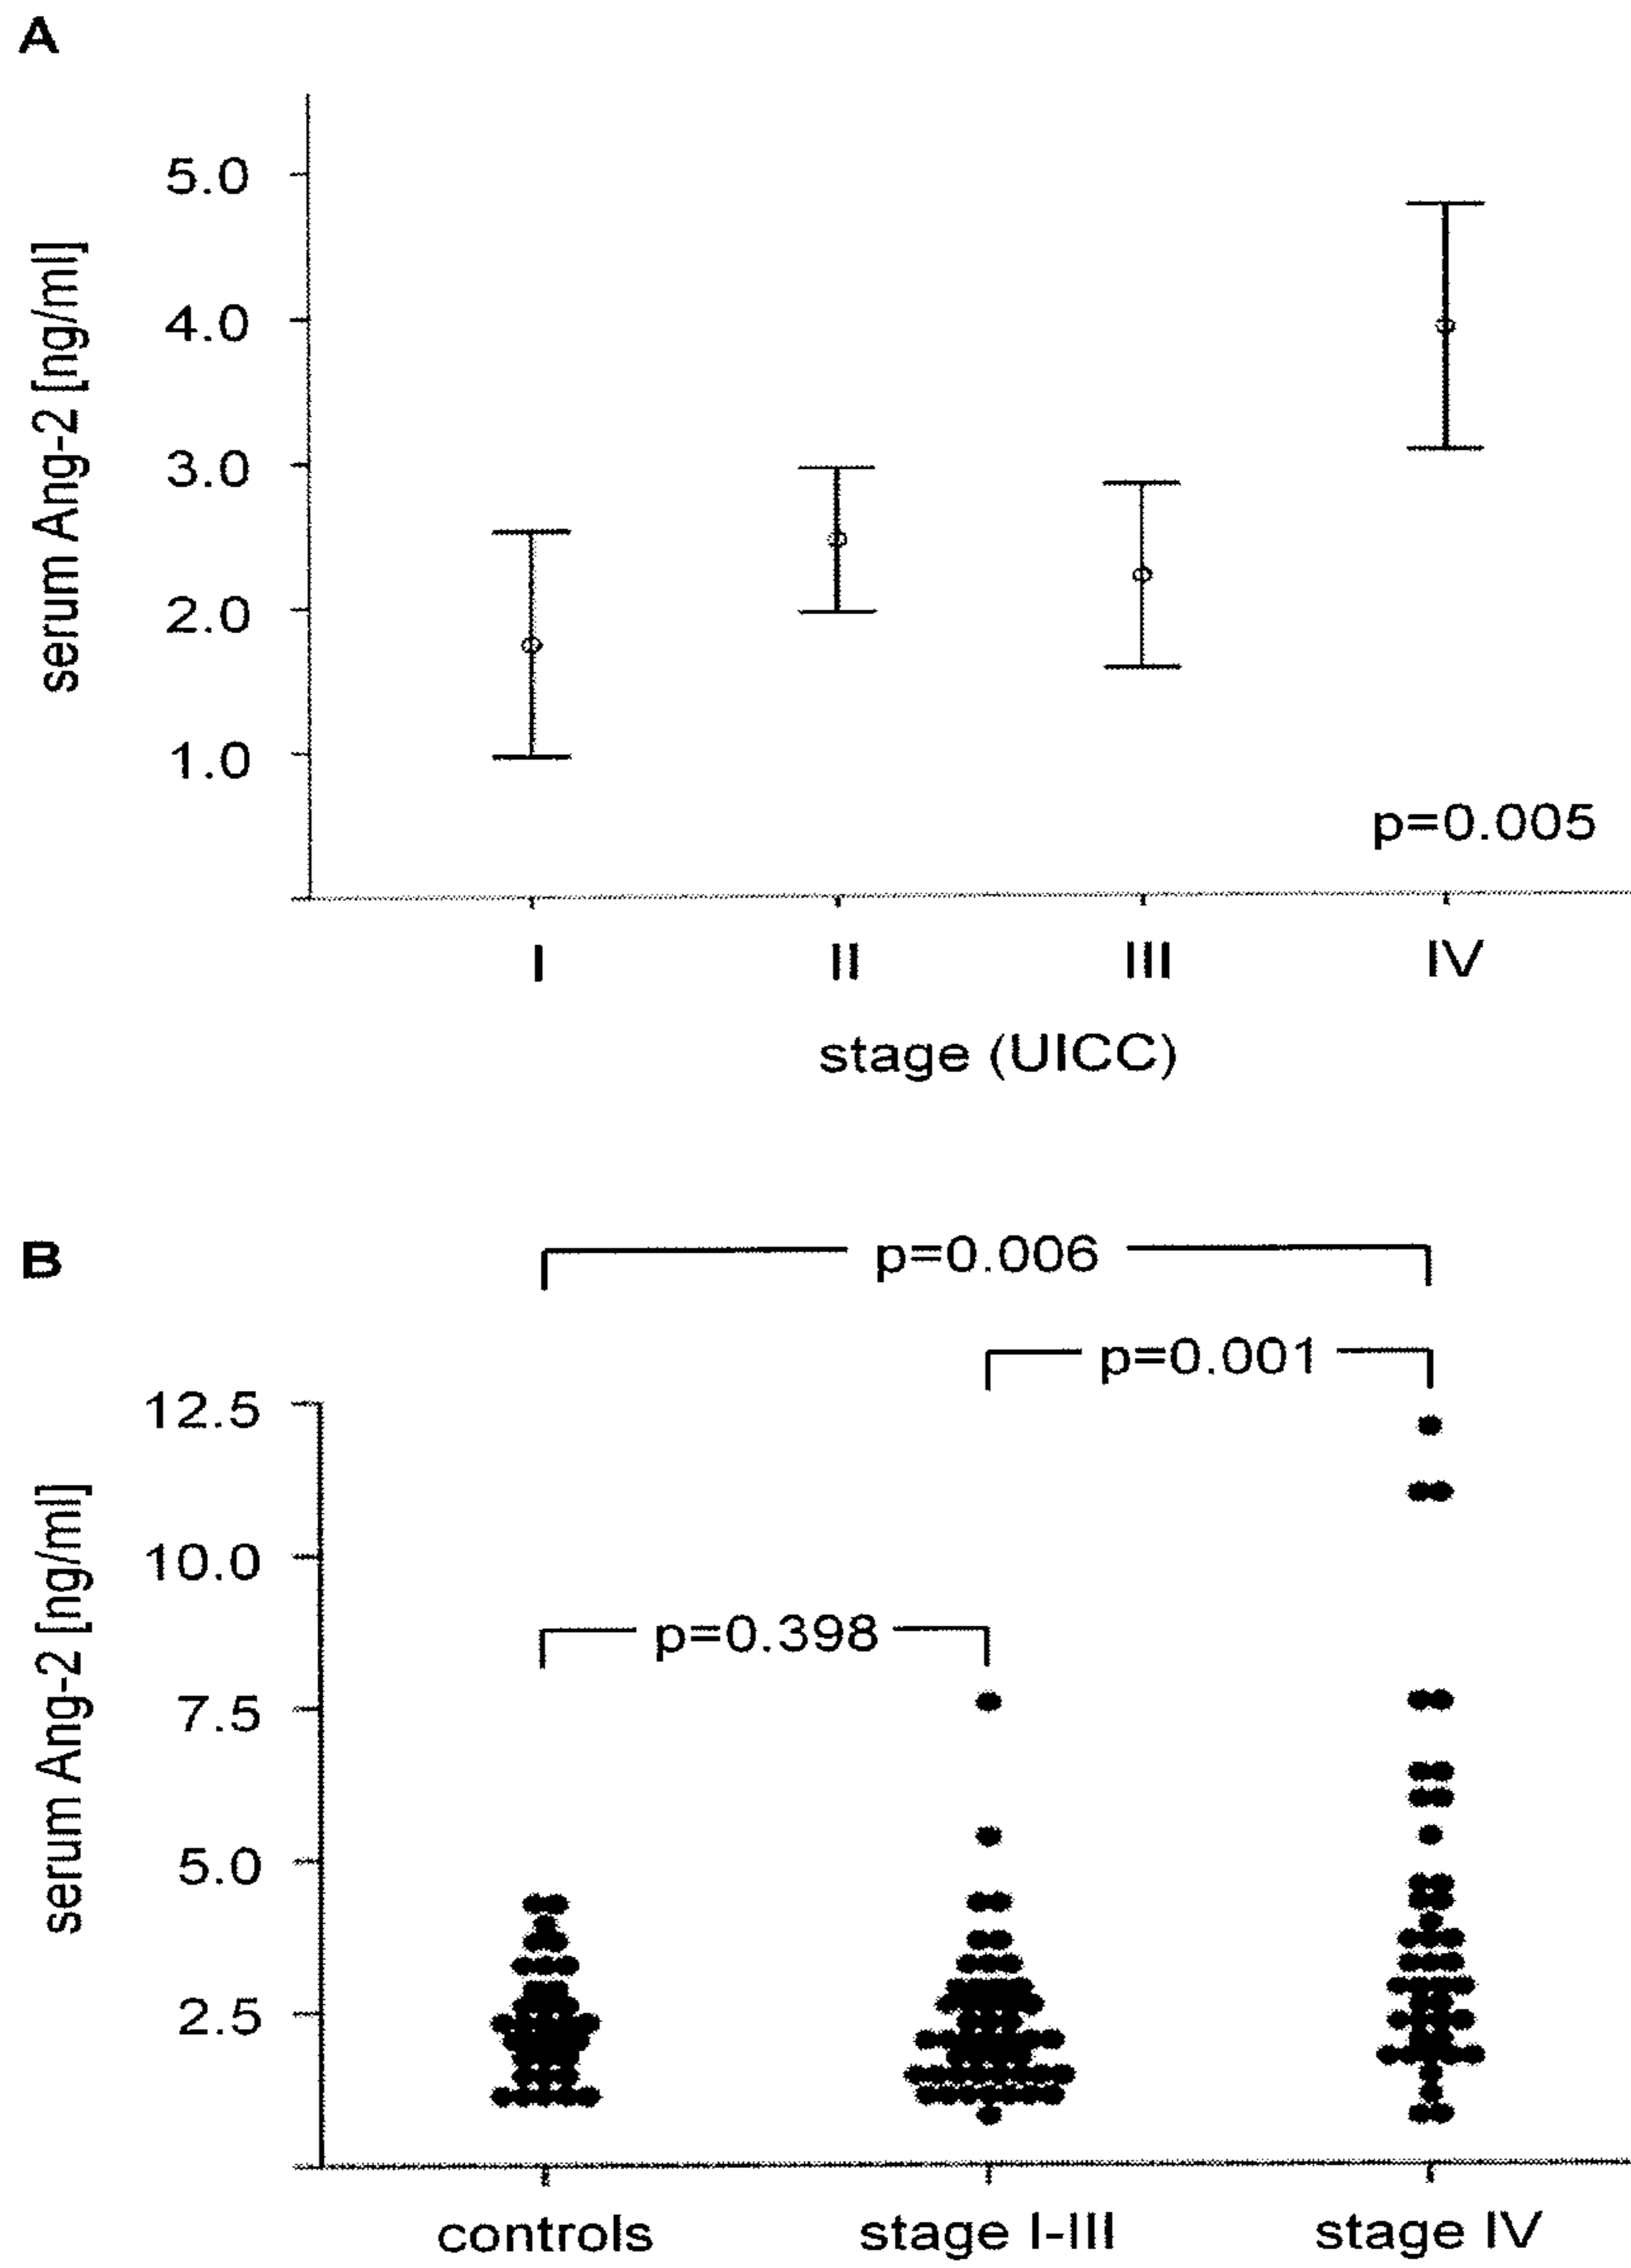 A
5.0
4.0
3.0
2.0
1.0
serum Ang-2 [ng/ml]
p=0.005
I II III IV
stage (UICC)
B
p=0.006
p=0.001
12.5
10.0
p=0.398
7.5
5.0
2.5
serum Ang-2 [ng/ml]
controls stage I-III stage IV